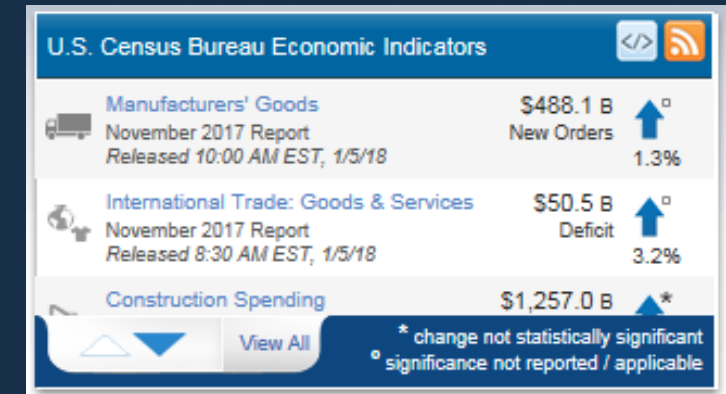 U.S. Census Bureau Economic Indicators </>
Manufacturers' Goods $488.1 B °
November 2017 Report New Orders
Released 10:00 AM EST, 1/5/18 1.3%
International Trade: Goods & Services $50.5 B °
November 2017 Report Deficit
Released 8:30 AM EST, 1/5/18 3.2%
Construction Spending $1,257.0 B *
View All
* change not statistically significant
° significance not reported / applicable